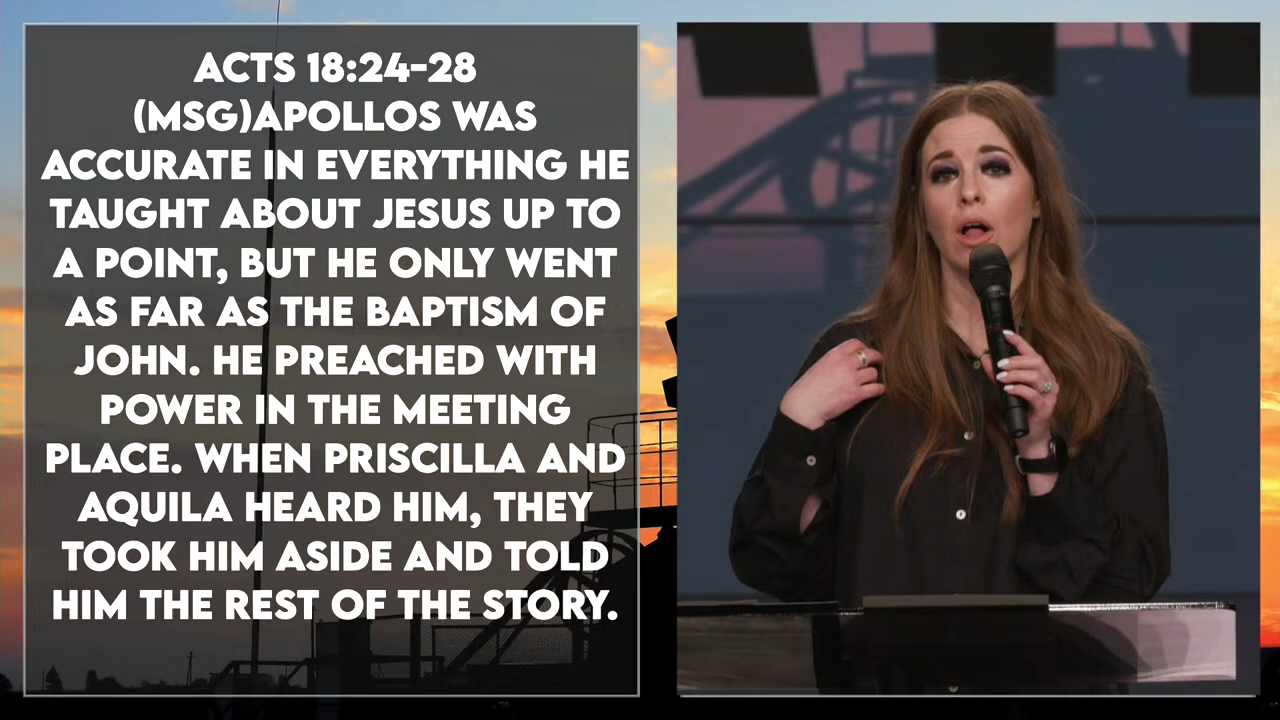 ACTS 18:24-28
(MSG)APOLLOS WAS
ACCURATE IN EVERYTHING HE
TAUGHT ABOUT JESUS UP TO
A POINT, BUT HE ONLY WENT
AS FAR AS THE BAPTISM OF
JOHN. HE PREACHED WITH
POWER IN THE MEETING
PLACE. WHEN PRISCILLA AND
AQUILA HEARD HIM, THEY
TOOK HIM ASIDE AND TOLD
HIM THE REST OF THE STORY.